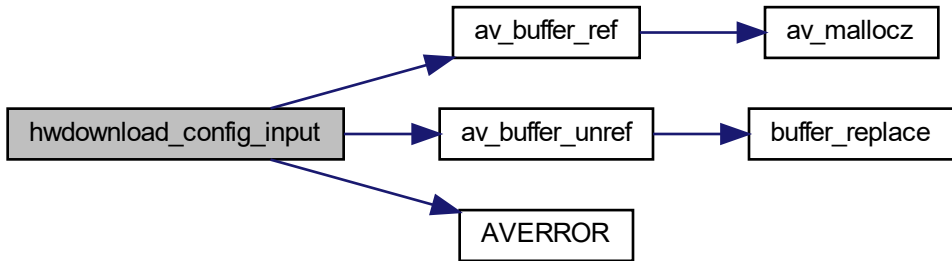 av_buffer_ref
av_mallocz
hwdownload_config_input
av_buffer_unref
buffer_replace
AVERROR